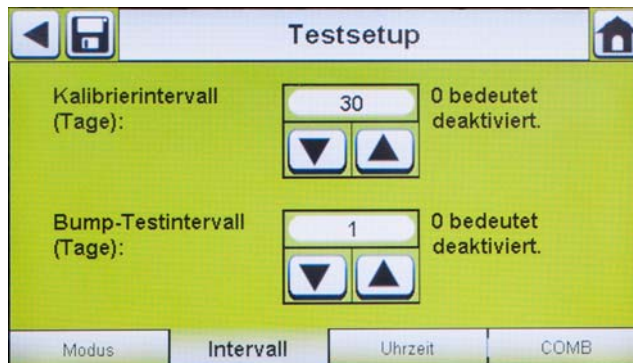 Testsetup
Kalibrierintervall
(Tage):
30
0 bedeutet
deaktiviert.
Bump-Testintervall
(Tage):
1
0 bedeutet
deaktiviert.
Modus
Intervall
Uhrzeit
COMB